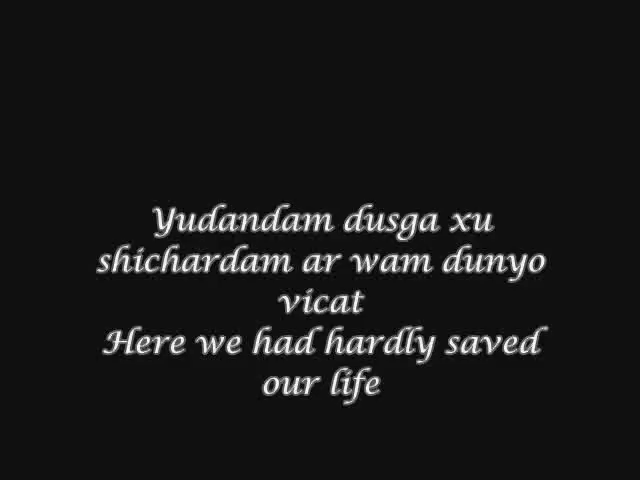 Yudandam dusga xu
shichardam ar wam dunyo
vicat
Here we had hardly saved
our life